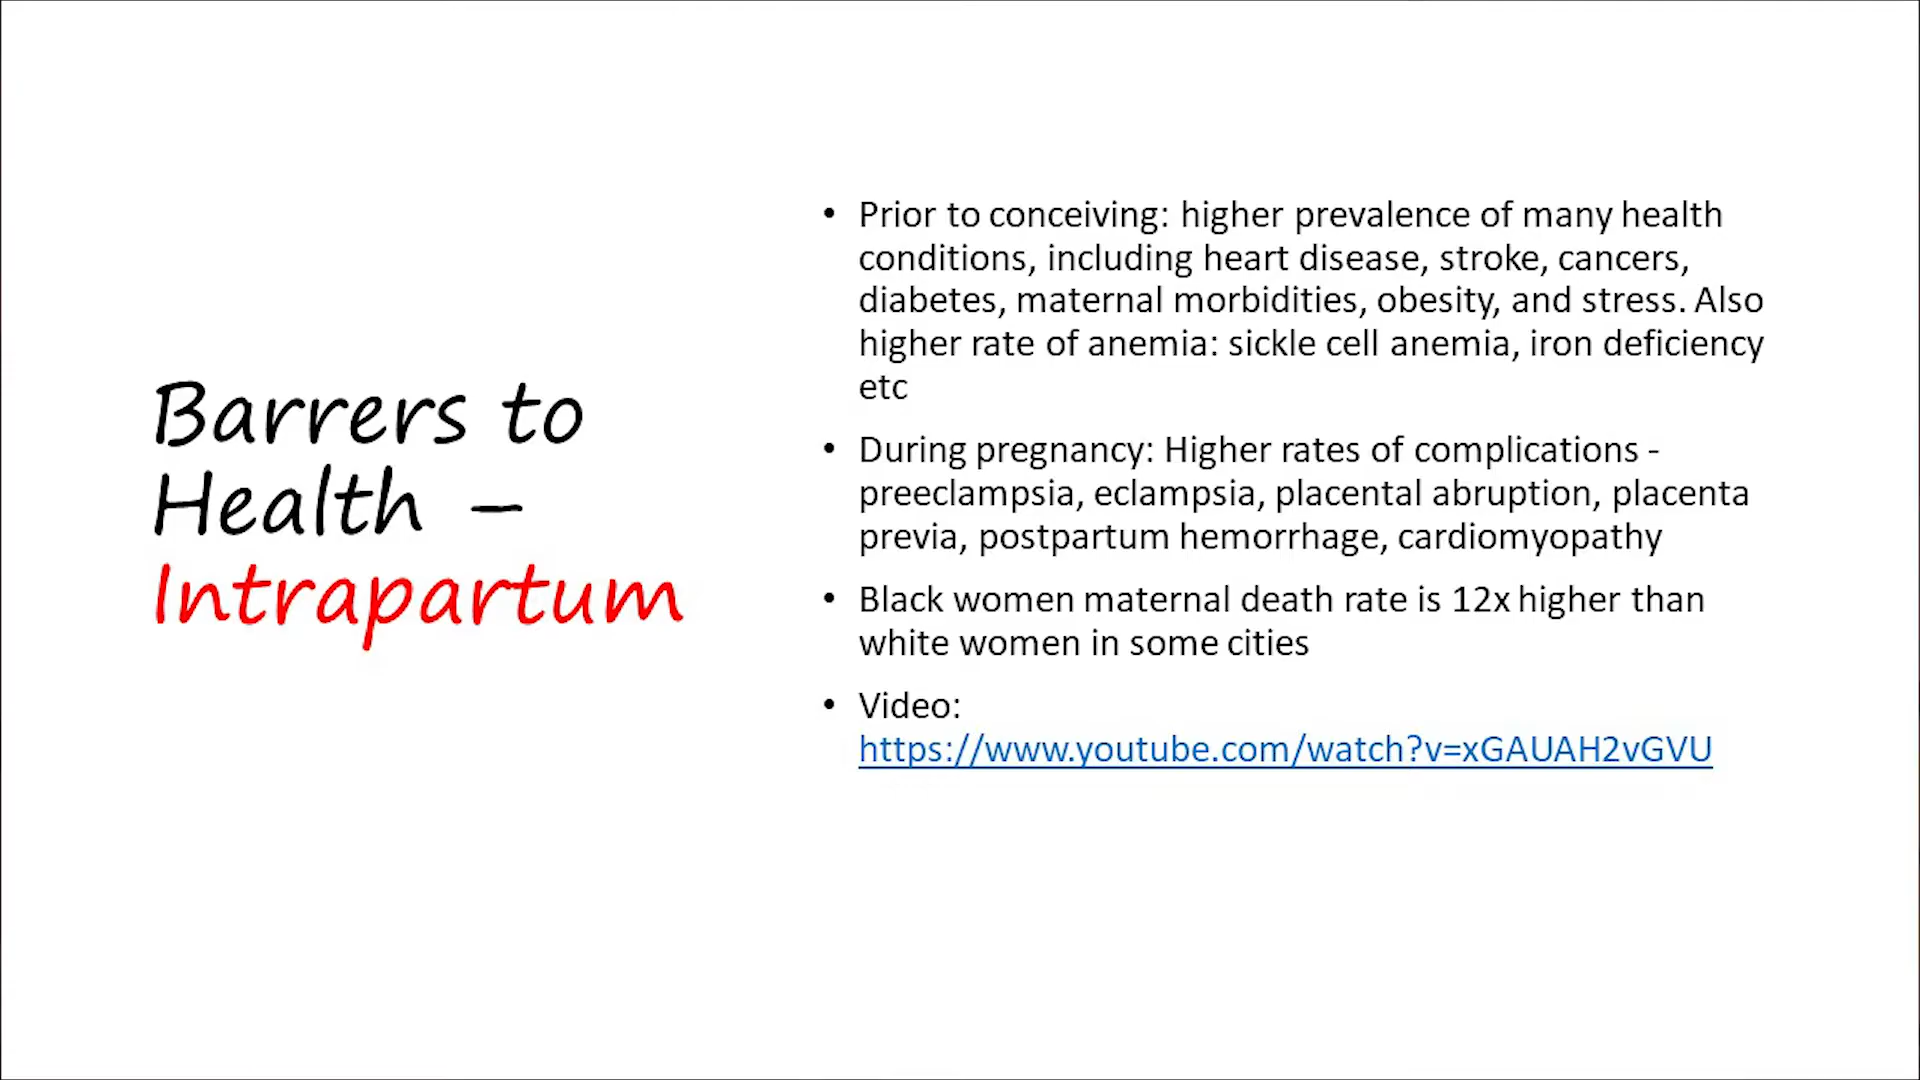 Barrers to
Health –
Intrapartum
• Prior to conceiving: higher prevalence of many health
conditions, including heart disease, stroke, cancers,
diabetes, maternal morbidities, obesity, and stress. Also
higher rate of anemia: sickle cell anemia, iron deficiency
etc
• During pregnancy: Higher rates of complications -
preeclampsia, eclampsia, placental abruption, placenta
previa, postpartum hemorrhage, cardiomyopathy
• Black women maternal death rate is 12x higher than
white women in some cities
• Video:
https://www.youtube.com/watch?v=xGAUAH2vGVU